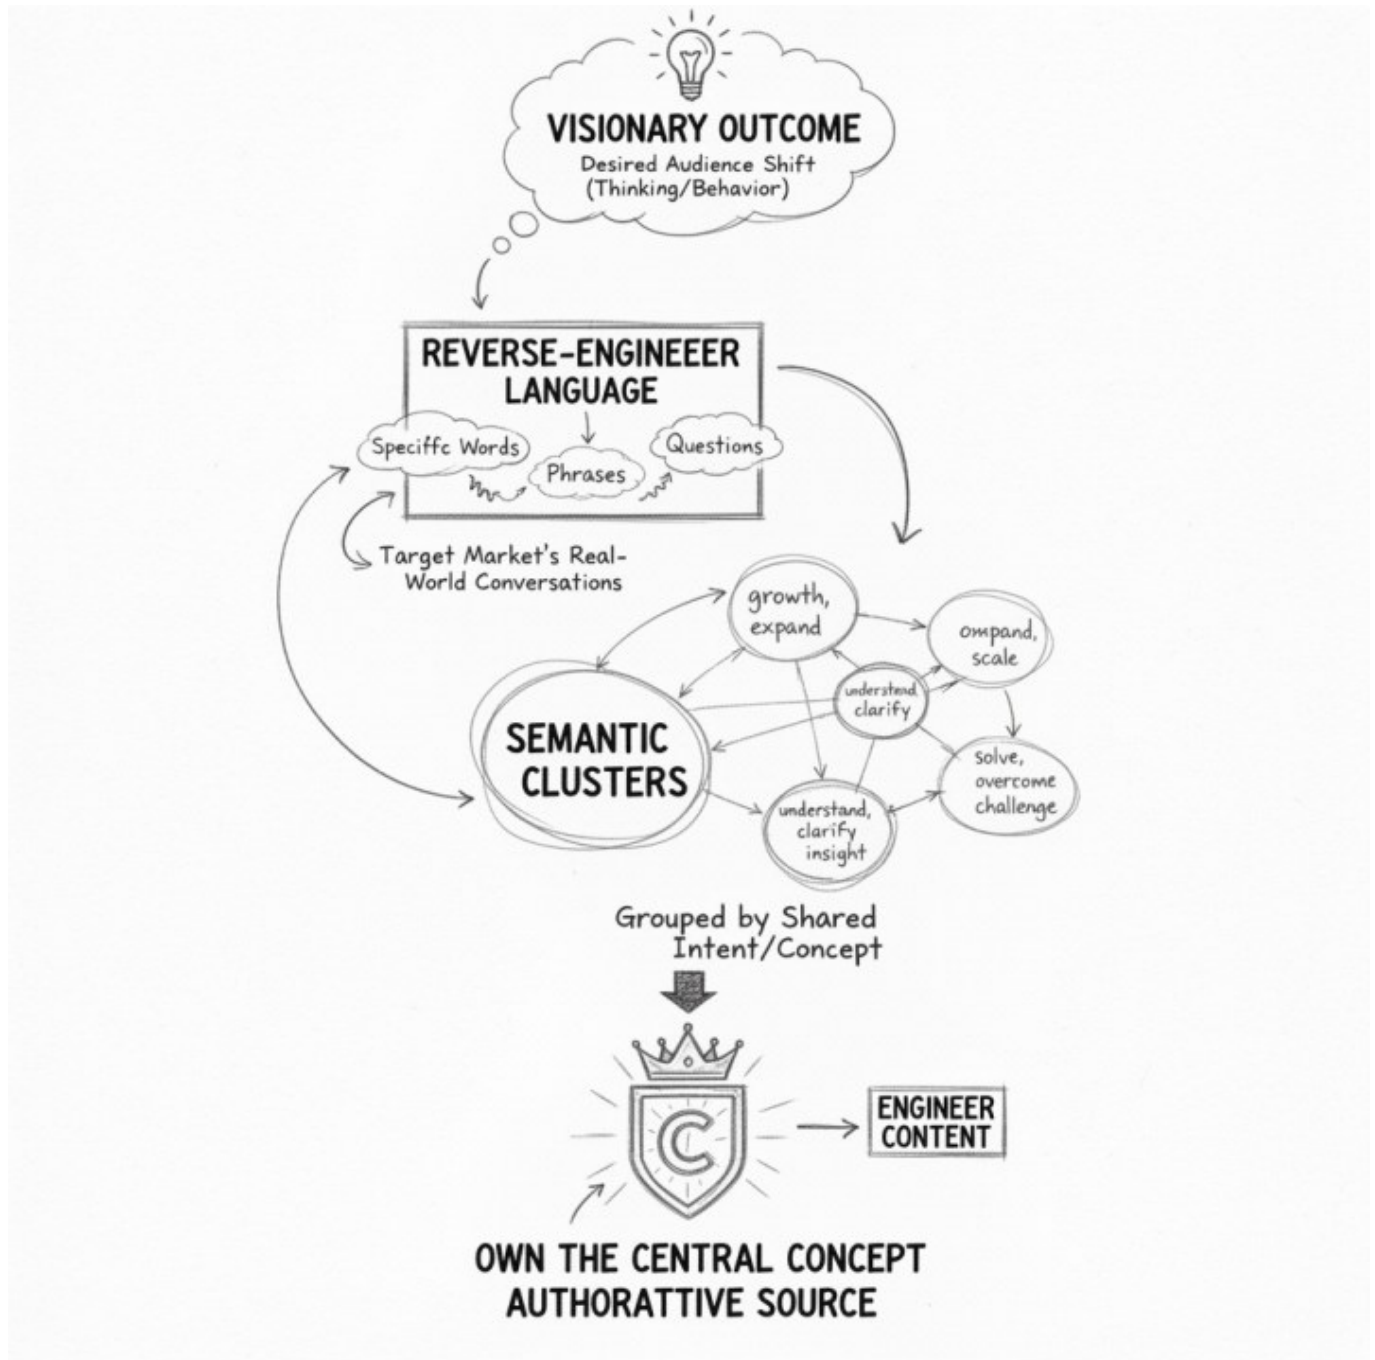 VISIONARY OUTCOME
Desired Audience Shift
(Thinking/Behavior)
REVERSE-ENGINEEER
LANGUAGE
Speciffc Words
Phrases
Questions
Target Market's Real-
World Conversations
growth,
expand
ompand,
scale
understend
clarify
SEMANTIC
CLUSTERS
solve,
overcome
challenge
understand,
clarify
insight
Grouped by Shared
Intent/Concept
C
ENGINEER
CONTENT
OWN THE CENTRAL CONCEPT
AUTHORATTIVE SOURCE